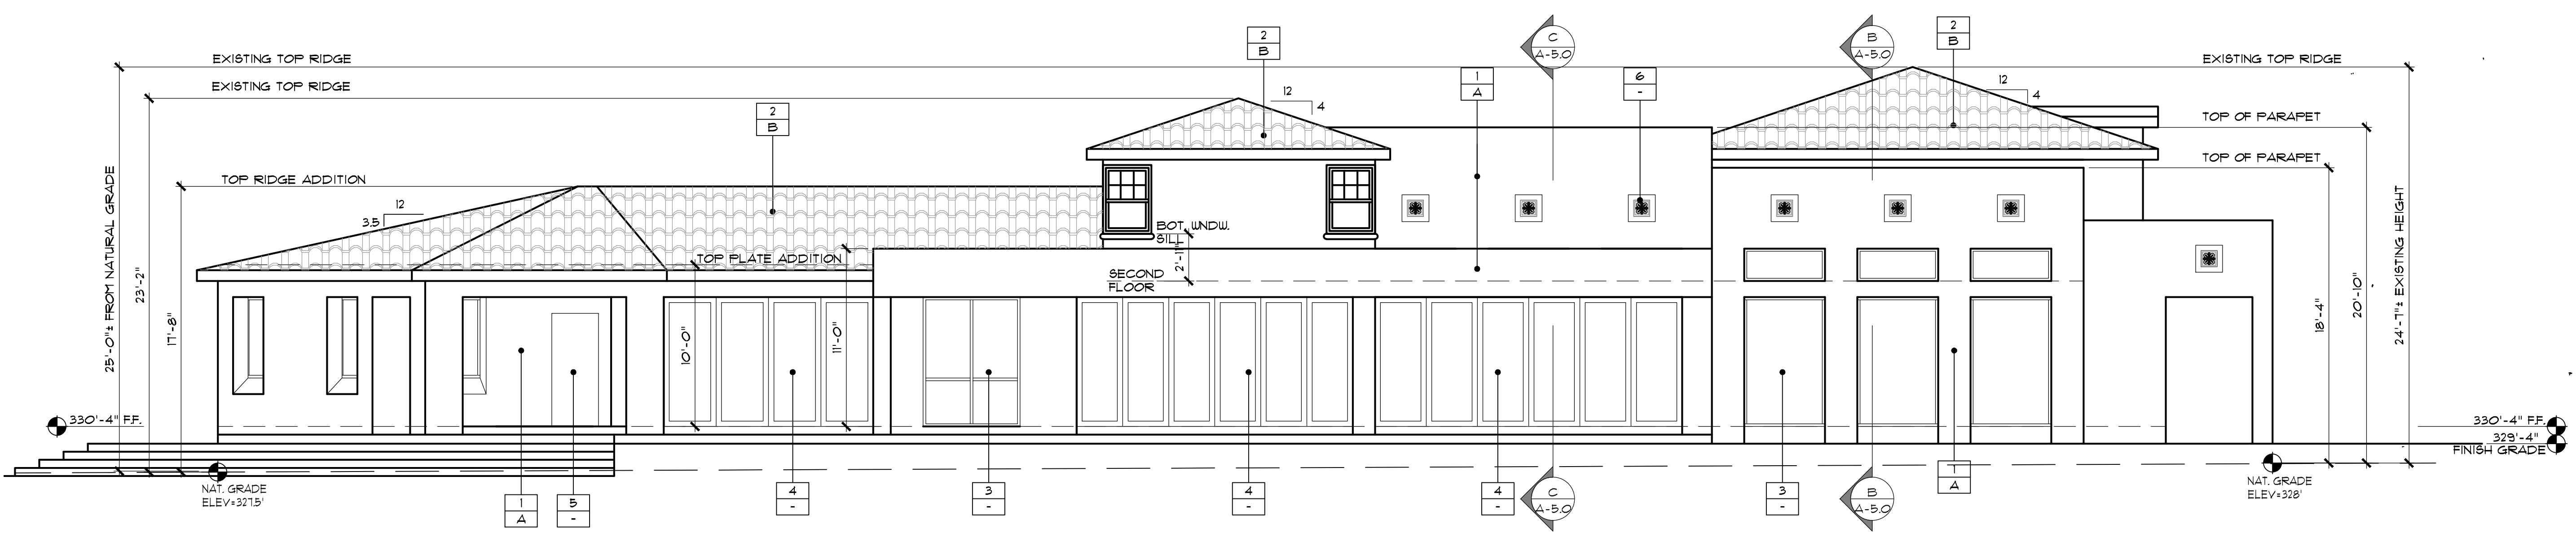 2
B
2
B
C
A-5.0
B
A-5.0
EXISTING TOP RIDGE
EXISTING TOP RIDGE
1
A
6
-
12
4
12
4
EXISTING TOP RIDGE
EXISTING TOP RIDGE
2
B
TOP OF PARAPET
TOP OF PARAPET
TOP RIDGE ADDITION
12
3.5
BOT. WNDW.
SILL
2'-11"
TOP PLATE ADDITION
SECOND
FLOOR
25'-0"± FROM NATURAL GRADE
23'-2"
17'-8"
10'-0"
11'-0"
18'-4"
20'-10"
24'-7"± EXISTING HEIGHT
330'-4" F.F.
330'-4" F.F.
329'-4"
FINISH GRADE
NAT. GRADE
ELEV=327.5'
NAT. GRADE
ELEV=328'
1
A
5
-
4
-
3
-
4
-
4
-
C
A-5.0
3
-
B
A-5.0
1
A